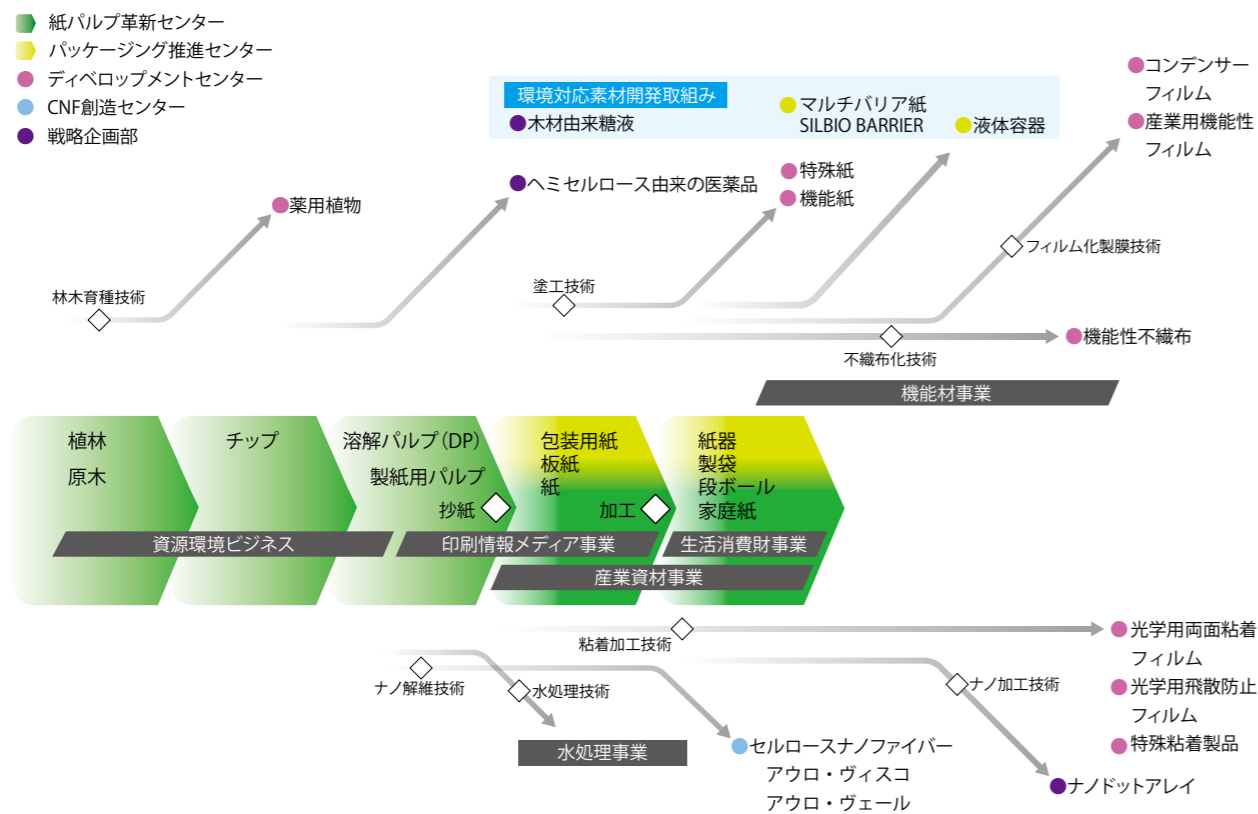 紙パルプ革新センター
パッケージング推進センター
ディベロップメントセンター
CNF創造センター
戦略企画部
環境対応素材開発取組み
木材由来糖液
マルチバリア紙
SILBIO BARRIER
液体容器
コンデンサー
フィルム
産業用機能性
フィルム
薬用植物
ヘミセルロース由来の医薬品
特殊紙
機能紙
フィルム化製膜技術
林木育種技術
塗工技術
機能性不織布
不織布化技術
機能材事業
植林
原木
チップ
溶解パルプ(DP)
製紙用パルプ
抄紙
包装用紙
板紙
紙
加工
紙器
製袋
段ボール
家庭紙
資源環境ビジネス
印刷情報メディア事業
生活消費財事業
産業資材事業
粘着加工技術
光学用両面粘着
フィルム
光学用飛散防止
フィルム
特殊粘着製品
ナノ解維技術
水処理技術
ナノ加工技術
水処理事業
セルロースナノファイバー
アウロ・ヴィスコ
アウロ・ヴェール
ナノドットアレイ